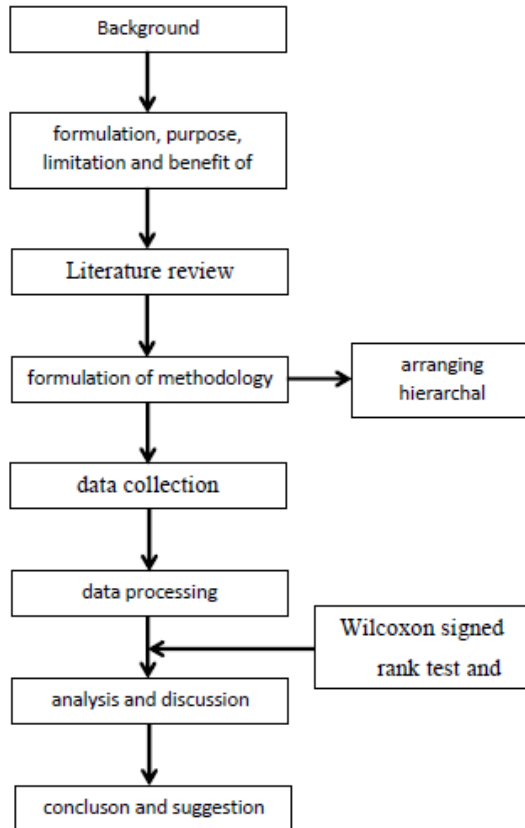 Background
formulation, purpose,
limitation and benefit of
Literature review
formulation of methodology
arranging
hierarchal
data collection
data processing
Wilcoxon signed
rank test and
analysis and discussion
concluson and suggestion